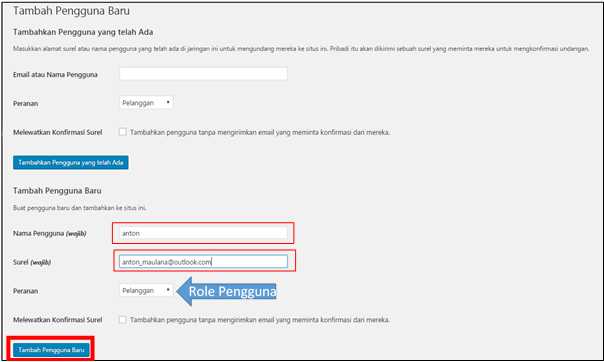 Tambah Pengguna Baru
Tambahkan Pengguna yang telah Ada
Masukkan alamat surel atau nama pengguna yang telah ada di jaringan ini untuk mengundang mereka ke situs ini. Pribadi itu akan dikirimi sebuah surel yang meminta mereka untuk mengkonfirmasi undangan.
Email atau Nama Pengguna
Peranan Pelanggan
Melewatkan Konfirmasi Surel Tambahkan pengguna tanpa mengirimkan email yang meminta konfirmasi dari mereka.
Tambahkan Pengguna yang telah Ada
Tambah Pengguna Baru
Buat pengguna baru dan tambahkan ke situs ini.
Nama Pengguna (wajib) anton
Surel (wajib) anton_maulana@outlook.com
Peranan Pelanggan Role Pengguna
Melewatkan Konfirmasi Surel Tambahkan pengguna tanpa mengirimkan email yang meminta konfirmasi dari mereka.
Tambah Pengguna Baru